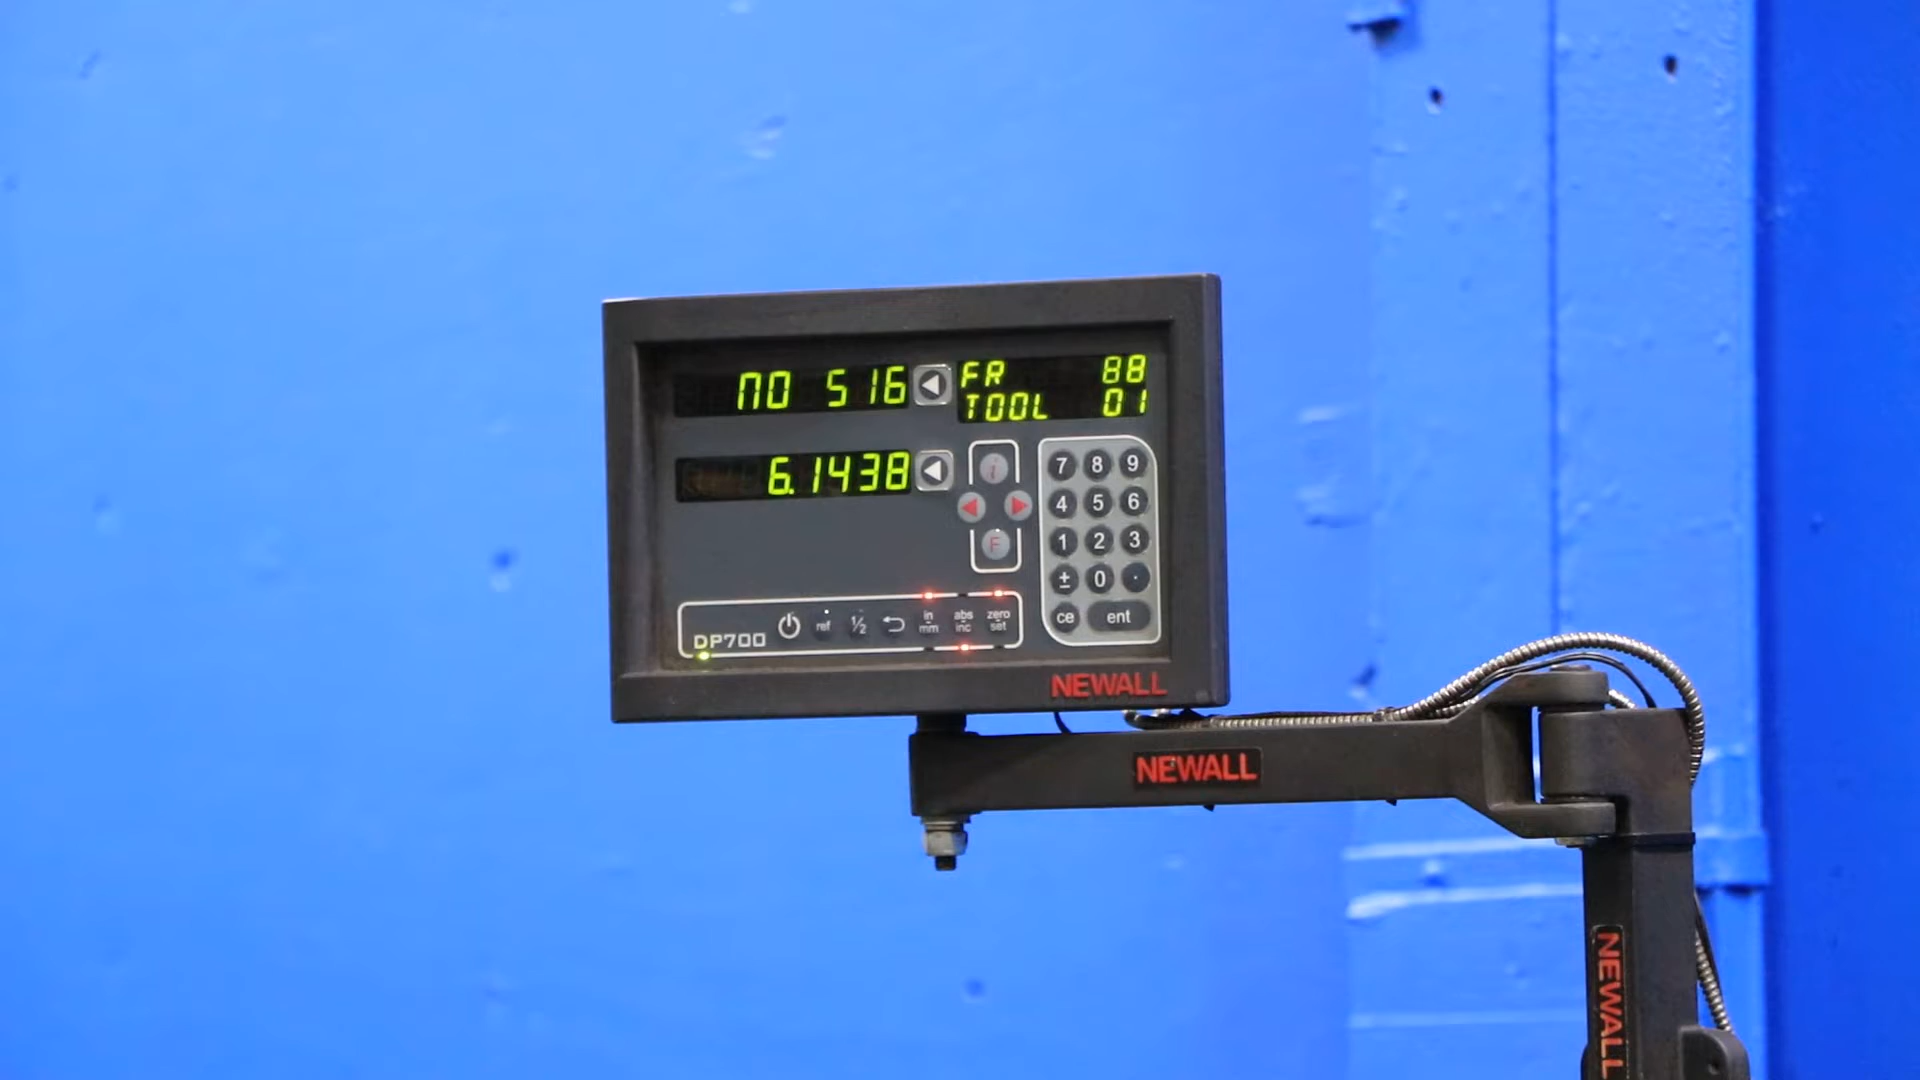 NO SIG
FR 88
TOOL 01
6.1438
i
F
7 8 9
4 5 6
1 2 3
± 0 .
ce ent
DP700
ref
½
in
mm
abs
inc
zero
set
NEWALL
NEWALL
NEWALL